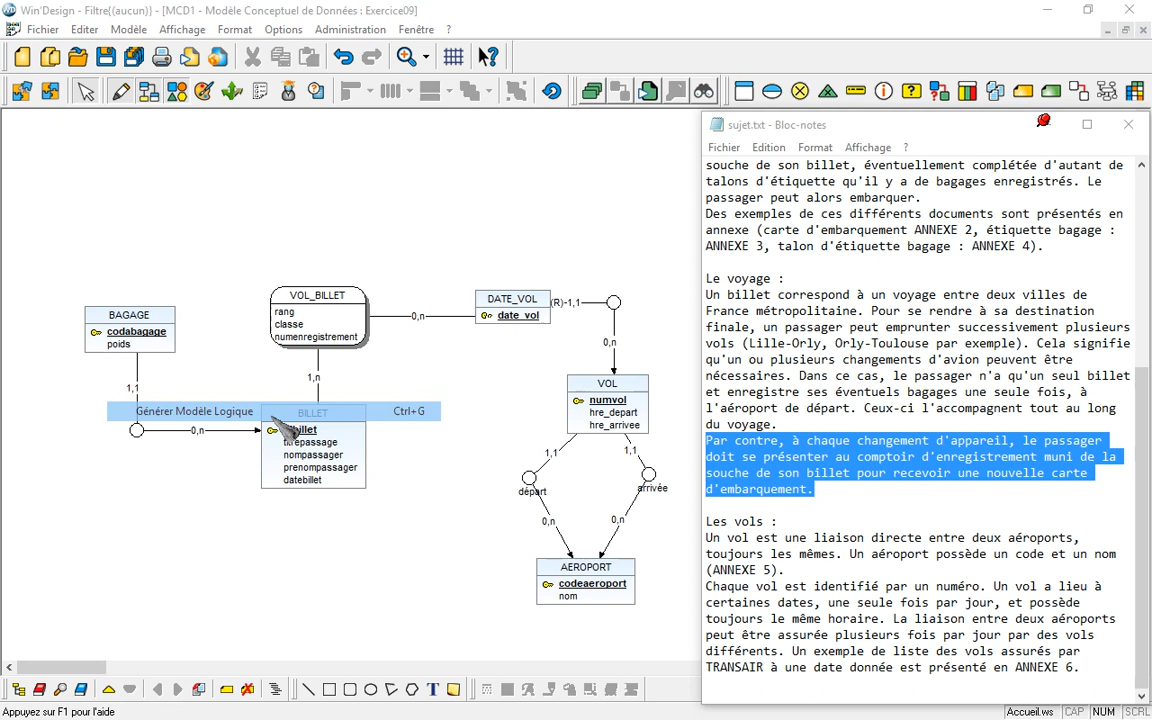 Win'Design - Filtre{(aucun)} - [MCD1 - Modèle Conceptuel de Données : Exercice09]
Fichier Editer Modèle Affichage Format Options Administration Fenêtre ?
sujet.txt - Bloc-notes
Fichier Edition Format Affichage ?
souche de son billet, éventuellement complétée d'autant de
talons d'étiquette qu'il y a de bagages enregistrés. Le
passager peut alors embarquer.
Des exemples de ces différents documents sont présentés en
annexe (carte d'embarquement ANNEXE 2, étiquette bagage :
ANNEXE 3, talon d'étiquette bagage : ANNEXE 4).
Le voyage :
Un billet correspond à un voyage entre deux villes de
France métropolitaine. Pour se rendre à sa destination
finale, un passager peut emprunter successivement plusieurs
vols (Lille-Orly, Orly-Toulouse par exemple). Cela signifie
qu'un ou plusieurs changements d'avion peuvent être
nécessaires. Dans ce cas, le passager n'a qu'un seul billet
et enregistre ses éventuels bagages une seule fois, à
l'aéroport de départ. Ceux-ci l'accompagnent tout au long
du voyage.
Par contre, à chaque changement d'appareil, le passager
doit se présenter au comptoir d'enregistrement muni de la
souche de son billet pour recevoir une nouvelle carte
d'embarquement.
Les vols :
Un vol est une liaison directe entre deux aéroports,
toujours les mêmes. Un aéroport possède un code et un nom
(ANNEXE 5).
Chaque vol est identifié par un numéro. Un vol a lieu à
certaines dates, une seule fois par jour, et possède
toujours le même horaire. La liaison entre deux aéroports
peut être assurée plusieurs fois par jour par des vols
différents. Un exemple de liste des vols assurés par
TRANSAIR à une date donnée est présenté en ANNEXE 6.
VOL_BILLET
rang
classe
numenregistrement
0,n
DATE_VOL
date_vol
(R)-1,1
0,n
BAGAGE
codabagage
poids
1,1
0,n
1,n
Générer Modèle Logique Ctrl+G
BILLET
nompassager
prenompassager
datebillet
VOL
numvol
hre_depart
hre_arrivee
1,1
1,1
départ
arrivée
0,n
0,n
AEROPORT
codeaeroport
nom
Appuyez sur F1 pour l'aide
Accueil.ws CAP NUM SCRL